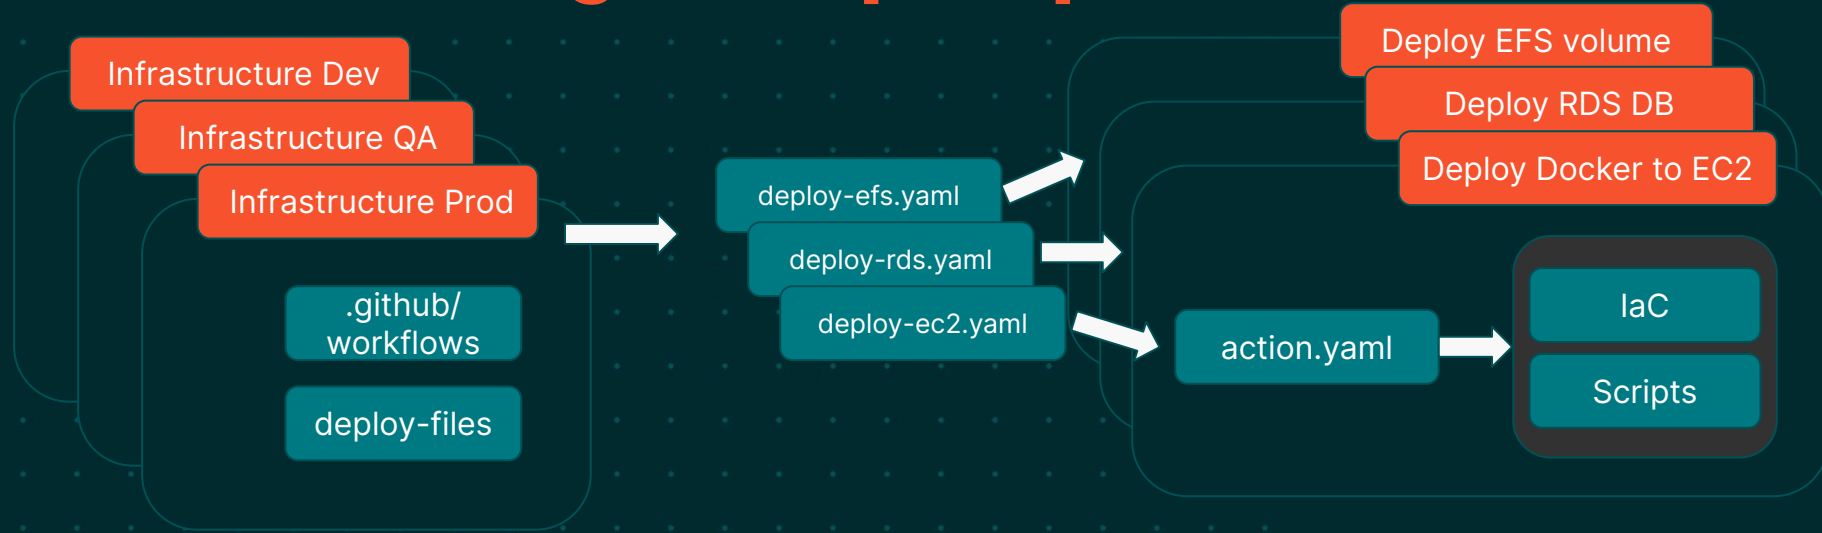 Infrastructure Dev
Infrastructure QA
Infrastructure Prod
.github/
workflows
deploy-files
deploy-efs.yaml
deploy-rds.yaml
deploy-ec2.yaml
Deploy EFS volume
Deploy RDS DB
Deploy Docker to EC2
action.yaml
IaC
Scripts